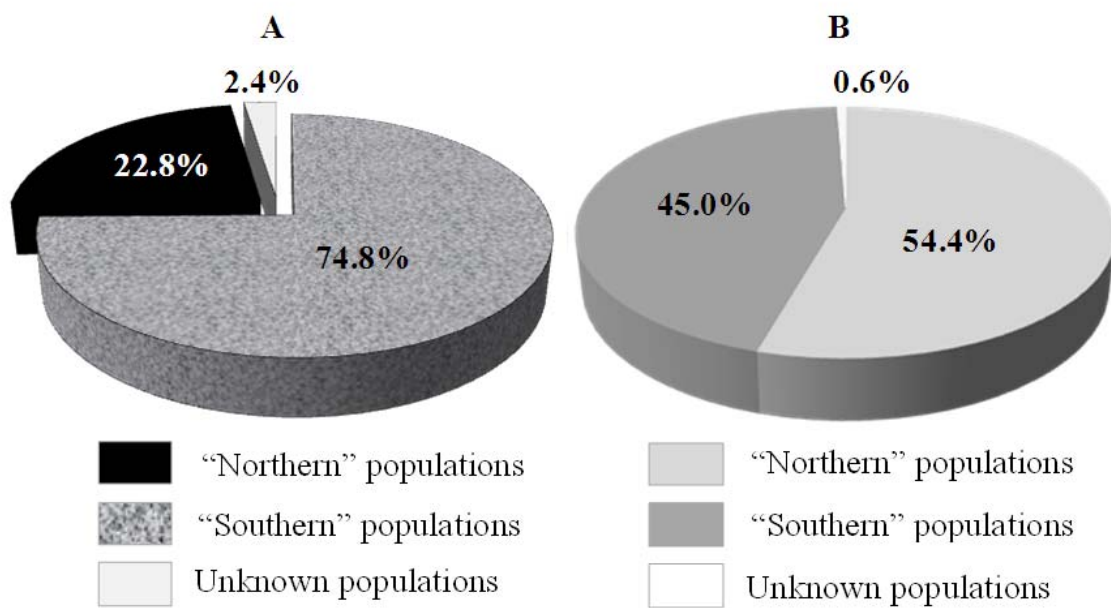 A
B
2.4%
0.6%
22.8%
45.0%
74.8%
54.4%
“Northern” populations
“Southern” populations
Unknown populations
“Northern” populations
“Southern” populations
Unknown populations